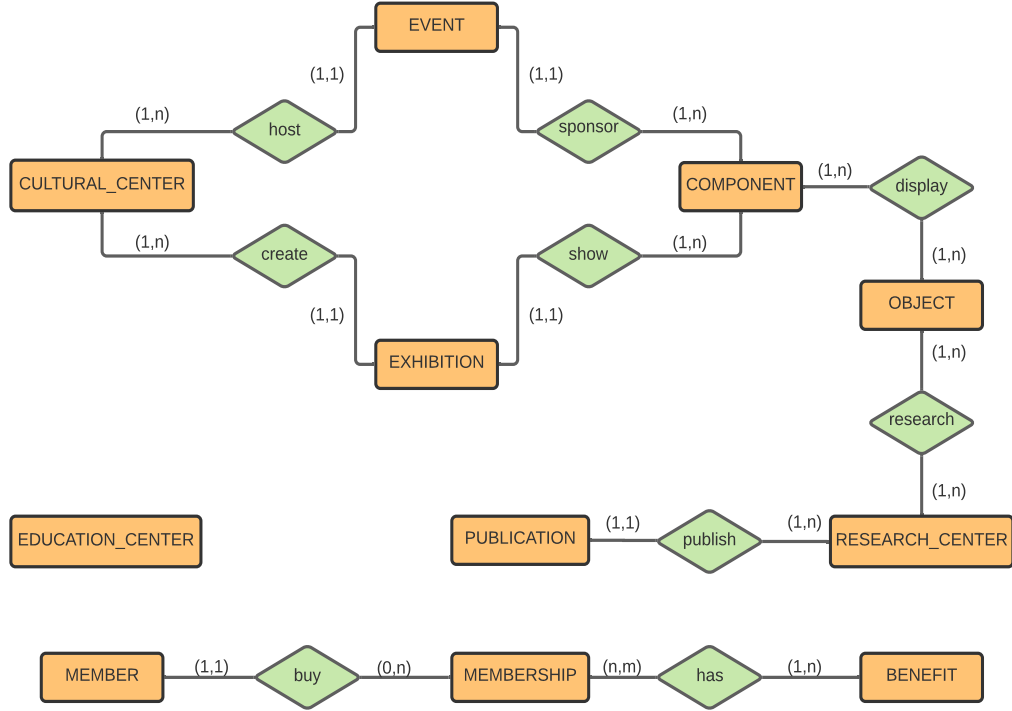 EVENT
(1,1)
(1,1)
(1,n)
host
sponsor
(1,n)
CULTURAL_CENTER
COMPONENT
(1,n)
display
(1,n)
create
show
(1,n)
(1,n)
(1,1)
(1,1)
OBJECT
EXHIBITION
(1,n)
research
(1,n)
EDUCATION_CENTER
PUBLICATION
(1,1)
publish
(1,n)
RESEARCH_CENTER
MEMBER
(1,1)
buy
(0,n)
MEMBERSHIP
(n,m)
has
(1,n)
BENEFIT